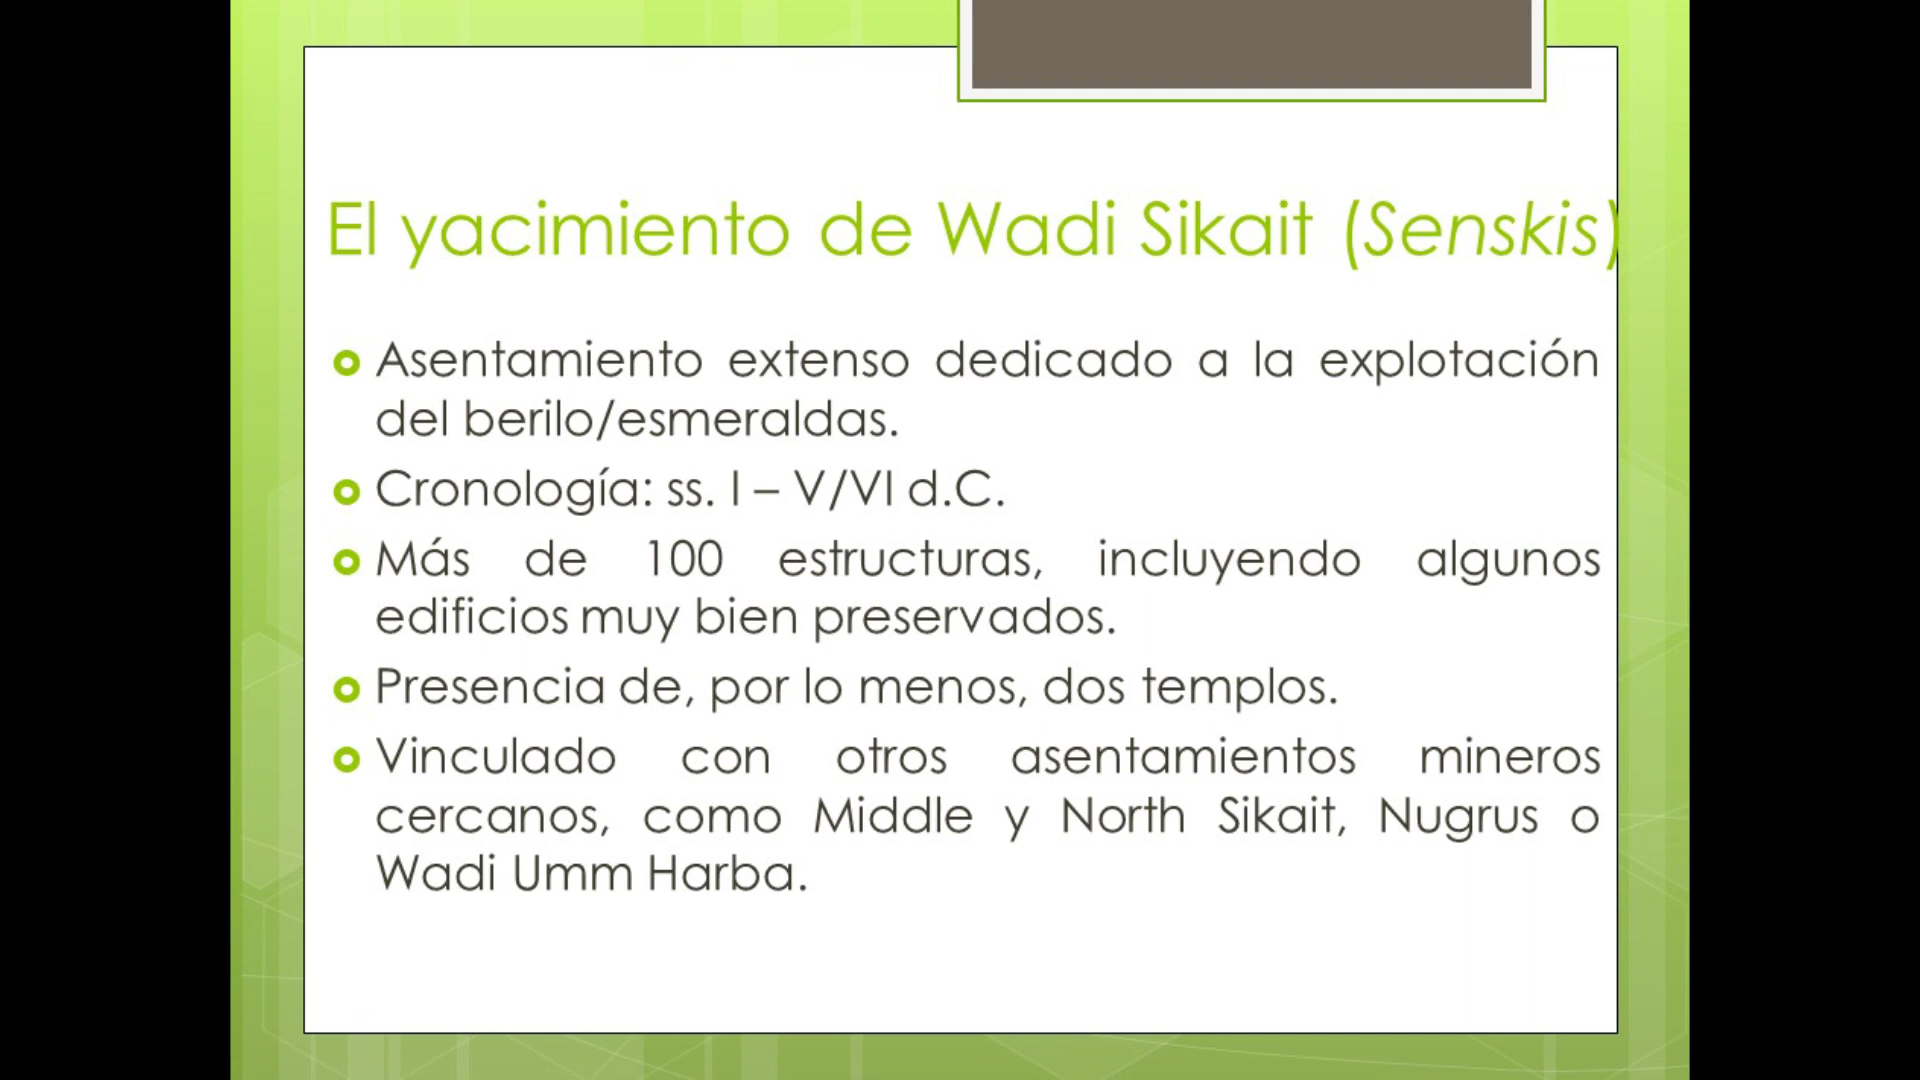 El yacimiento de Wadi Sikait (Senskis)
Asentamiento extenso dedicado a la explotación
del berilo/esmeraldas.
Cronología: ss. I – V/VI d.C.
Más de 100 estructuras, incluyendo algunos
edificios muy bien preservados.
Presencia de, por lo menos, dos templos.
Vinculado con otros asentamientos mineros
cercanos, como Middle y North Sikait, Nugrus o
Wadi Umm Harba.